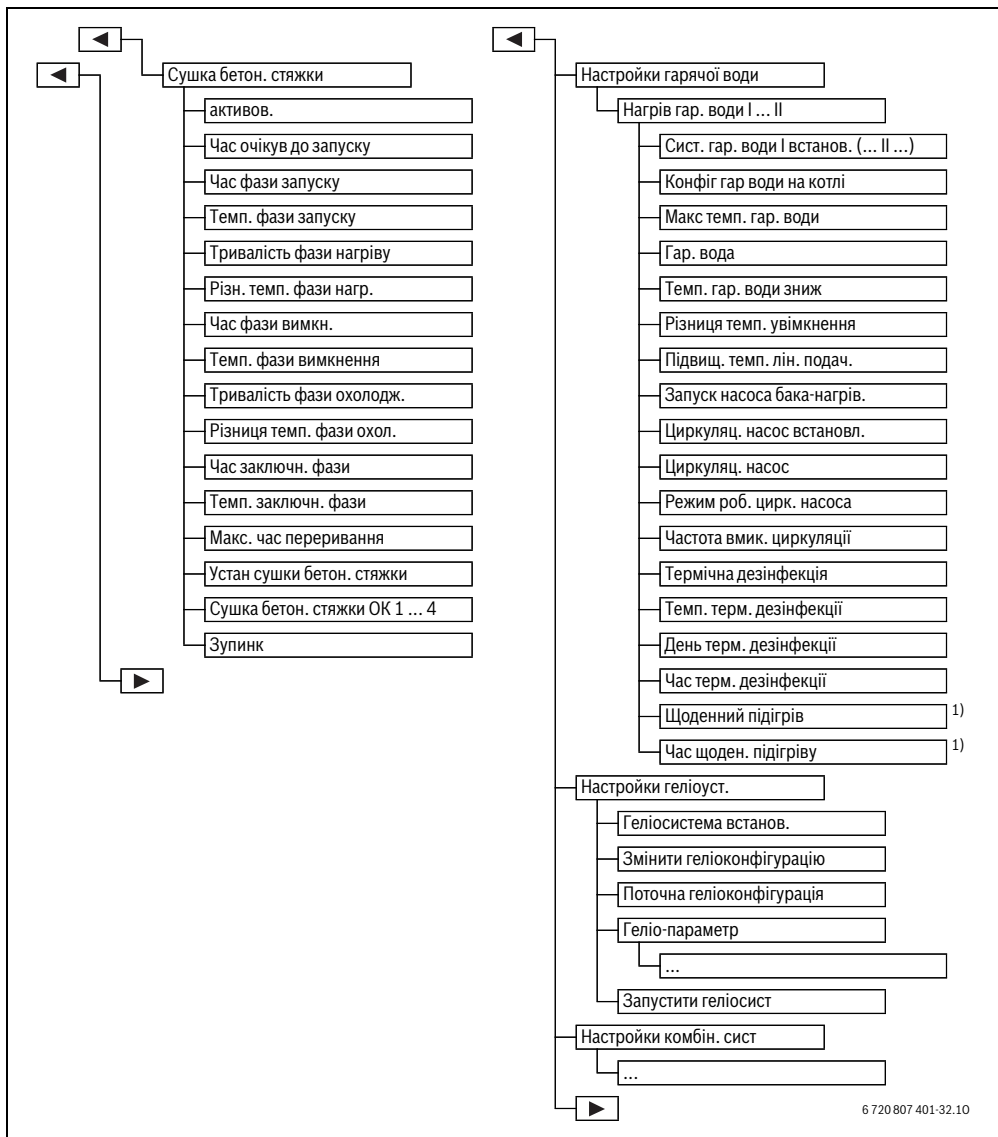 Сушка бетон. стяжки
активов.
Час очікув до запуску
Час фази запуску
Темп. фази запуску
Тривалість фази нагріву
Різн. темп. фази нагр.
Час фази вимкн.
Темп. фази вимкнення
Тривалість фази охолодж.
Різниця темп. фази охол.
Час заключн. фази
Темп. заключн. фази
Макс. час переривання
Устан сушки бетон. стяжки
Сушка бетон. стяжки ОК 1 ... 4
Зупинк
Настройки гарячої води
Нагрів гар. води I ... II
Сист. гар. води I встанов. (... II ...)
Конфіг гар води на котлі
Макс темп. гар. води
Гар. вода
Темп. гар. води зниж
Різниця темп. увімкнення
Підвищ. темп. лін. подач.
Запуск насоса бака-нагрів.
Циркуляц. насос встановл.
Циркуляц. насос
Режим роб. цирк. насоса
Частота вмик. циркуляції
Термічна дезінфекція
Темп. терм. дезінфекції
День терм. дезінфекції
Час терм. дезінфекції
Щоденний підігрів 1)
Час щоден. підігріву 1)
Настройки геліоуст.
Геліосистема встанов.
Змінити геліоконфігурацію
Поточна геліоконфігурація
Геліо-параметр
...
Запустити геліосист
Настройки комбін. сист
...
6 720 807 401-32.1O